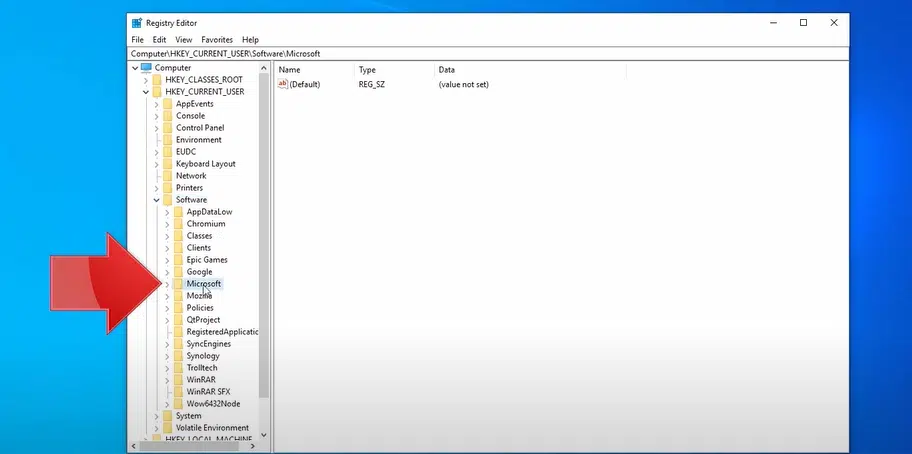 Registry Editor
File Edit View Favorites Help
Computer\HKEY_CURRENT_USER\Software\Microsoft
Computer
HKEY_CLASSES_ROOT
HKEY_CURRENT_USER
AppEvents
Console
Control Panel
Environment
EUDC
Keyboard Layout
Network
Printers
Software
AppDataLow
Chromium
Classes
Clients
Epic Games
Google
Microsoft
Mozilla
Policies
QtProject
RegisteredApplicatio
SyncEngines
Synology
Trolltech
WinRAR
WinRAR SFX
Wow6432Node
System
Volatile Environment
HKEY_LOCAL_MACHINE
Name Type Data
ab (Default) REG_SZ (value not set)